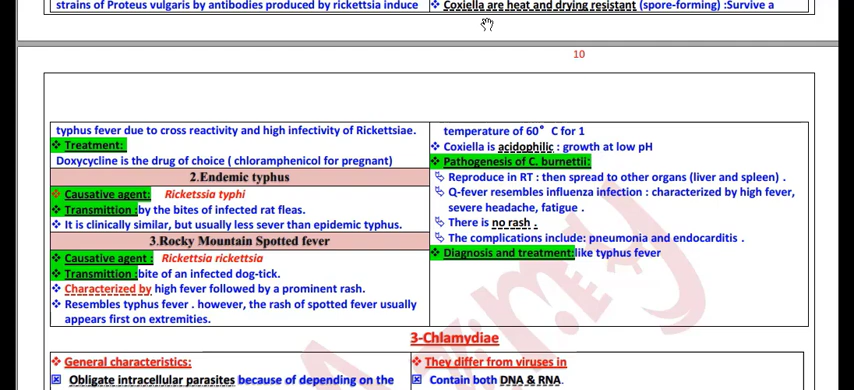 strains of Proteus vulgaris by antibodies produced by rickettsia induce
❖ Coxiella are heat and drying resistant (spore-forming) :Survive a
10
typhus fever due to cross reactivity and high infectivity of Rickettsiae.
❖ Treatment:
Doxycycline is the drug of choice ( chloramphenicol for pregnant)
2.Endemic typhus
❖ Causative agent: Rickettsia typhi
❖ Transmittion :by the bites of infected rat fleas.
❖ It is clinically similar, but usually less sever than epidemic typhus.
3.Rocky Mountain Spotted fever
❖ Causative agent : Rickettsia rickettsia
❖ Transmittion :bite of an infected dog-tick.
❖ Characterized by high fever followed by a prominent rash.
❖ Resembles typhus fever . however, the rash of spotted fever usually
appears first on extremities.
temperature of 60° C for 1
❖ Coxiella is acidophilic : growth at low pH
❖ Pathogenesis of C. burnettii:
Reproduce in RT : then spread to other organs (liver and spleen) .
Q-fever resembles influenza infection : characterized by high fever,
severe headache, fatigue .
There is no rash .
The complications include: pneumonia and endocarditis .
❖ Diagnosis and treatment:like typhus fever
3-Chlamydiae
❖ General characteristics:
Obligate intracellular parasites because of depending on the
❖ They differ from viruses in
Contain both DNA & RNA.